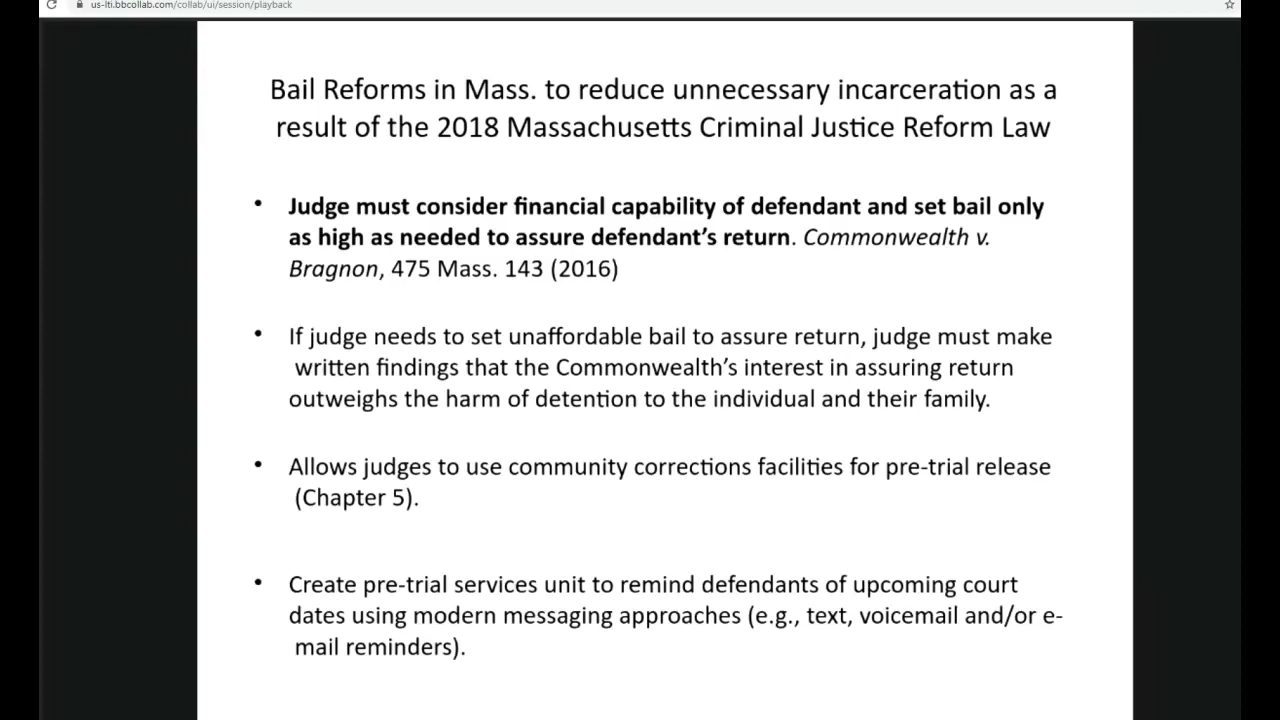 us-lti.bbcollab.com/collab/ui/session/playback
Bail Reforms in Mass. to reduce unnecessary incarceration as a
result of the 2018 Massachusetts Criminal Justice Reform Law
• Judge must consider financial capability of defendant and set bail only
as high as needed to assure defendant's return. Commonwealth v.
Bragnon, 475 Mass. 143 (2016)
• If judge needs to set unaffordable bail to assure return, judge must make
written findings that the Commonwealth's interest in assuring return
outweighs the harm of detention to the individual and their family.
• Allows judges to use community corrections facilities for pre-trial release
(Chapter 5).
• Create pre-trial services unit to remind defendants of upcoming court
dates using modern messaging approaches (e.g., text, voicemail and/or e-
mail reminders).